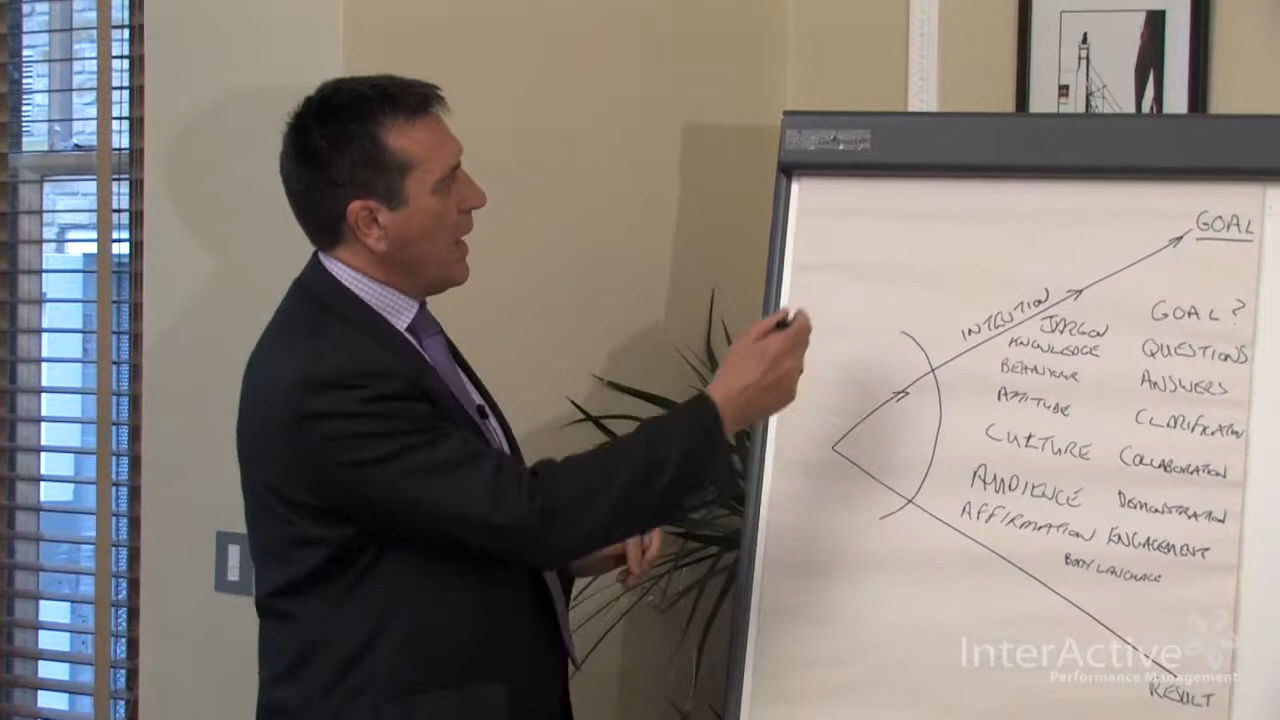 GOAL
INTENTION
JARGON
GOAL?
KNOWLEDGE
QUESTIONS
BEHAVIOUR
ANSWERS
ATTITUDE
CLARIFICATION
CULTURE
COLLABORATION
AUDIENCE
DEMONSTRATION
AFFIRMATION
ENGAGEMENT
BODY LANGUAGE
InterActive
Performance Management
RESULT